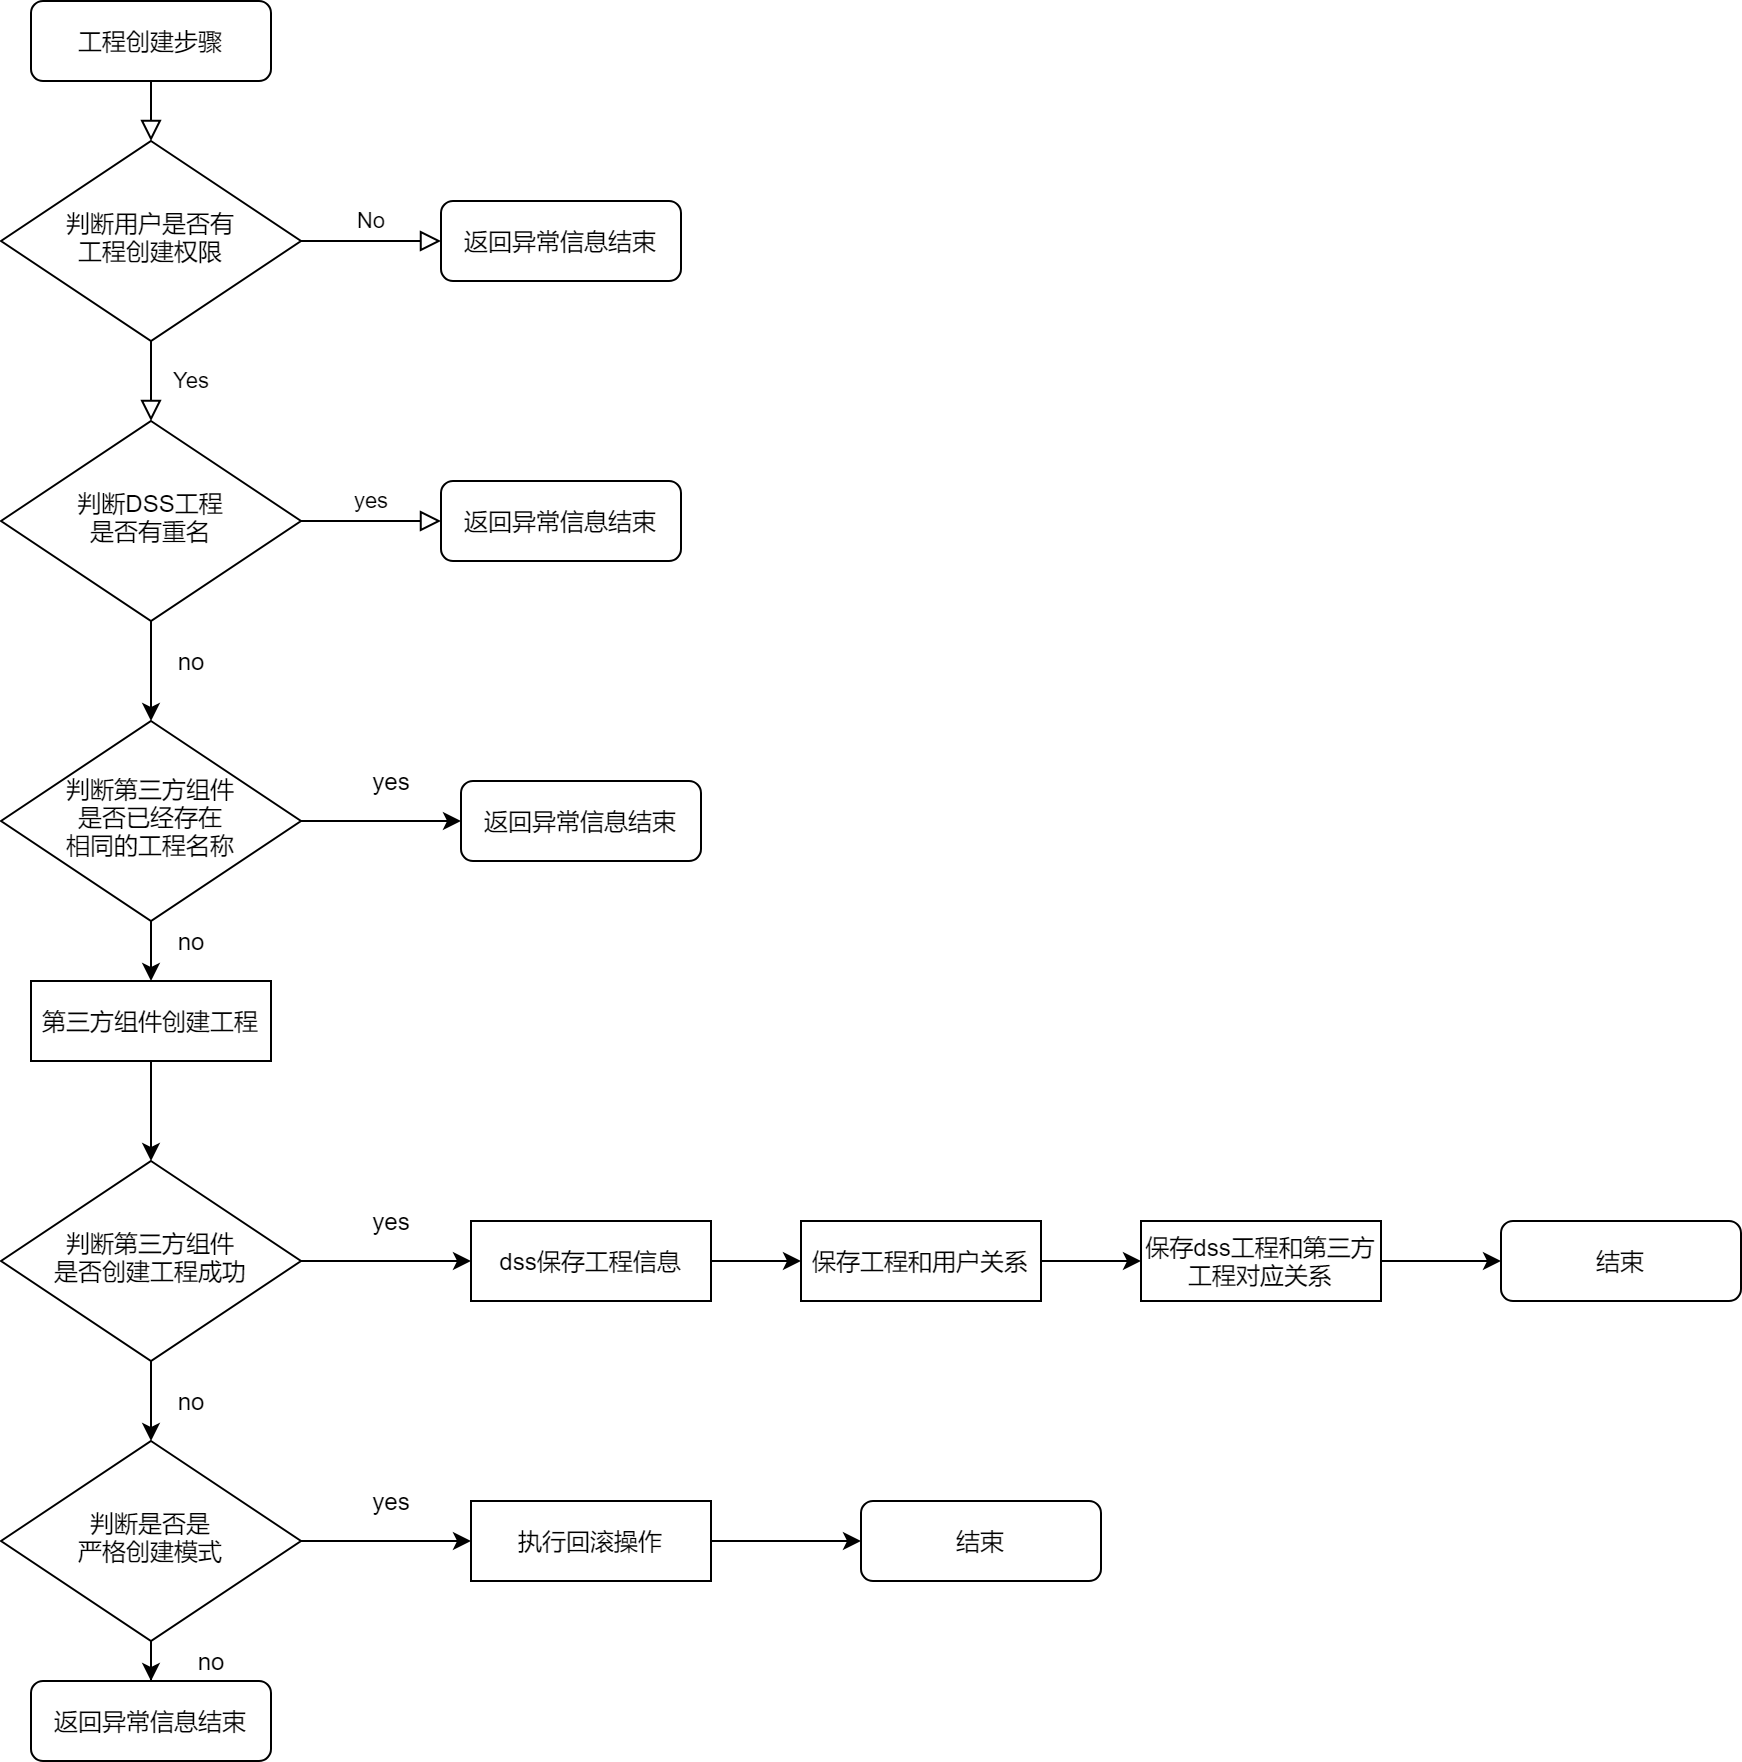 工程创建步骤
判断用户是否有
工程创建权限
No
返回异常信息结束
Yes
判断DSS工程
是否有重名
yes
返回异常信息结束
no
判断第三方组件
是否已经存在
相同的工程名称
yes
返回异常信息结束
no
第三方组件创建工程
判断第三方组件
是否创建工程成功
yes
dss保存工程信息
保存工程和用户关系
保存dss工程和第三方
工程对应关系
结束
no
判断是否是
严格创建模式
yes
执行回滚操作
结束
no
返回异常信息结束